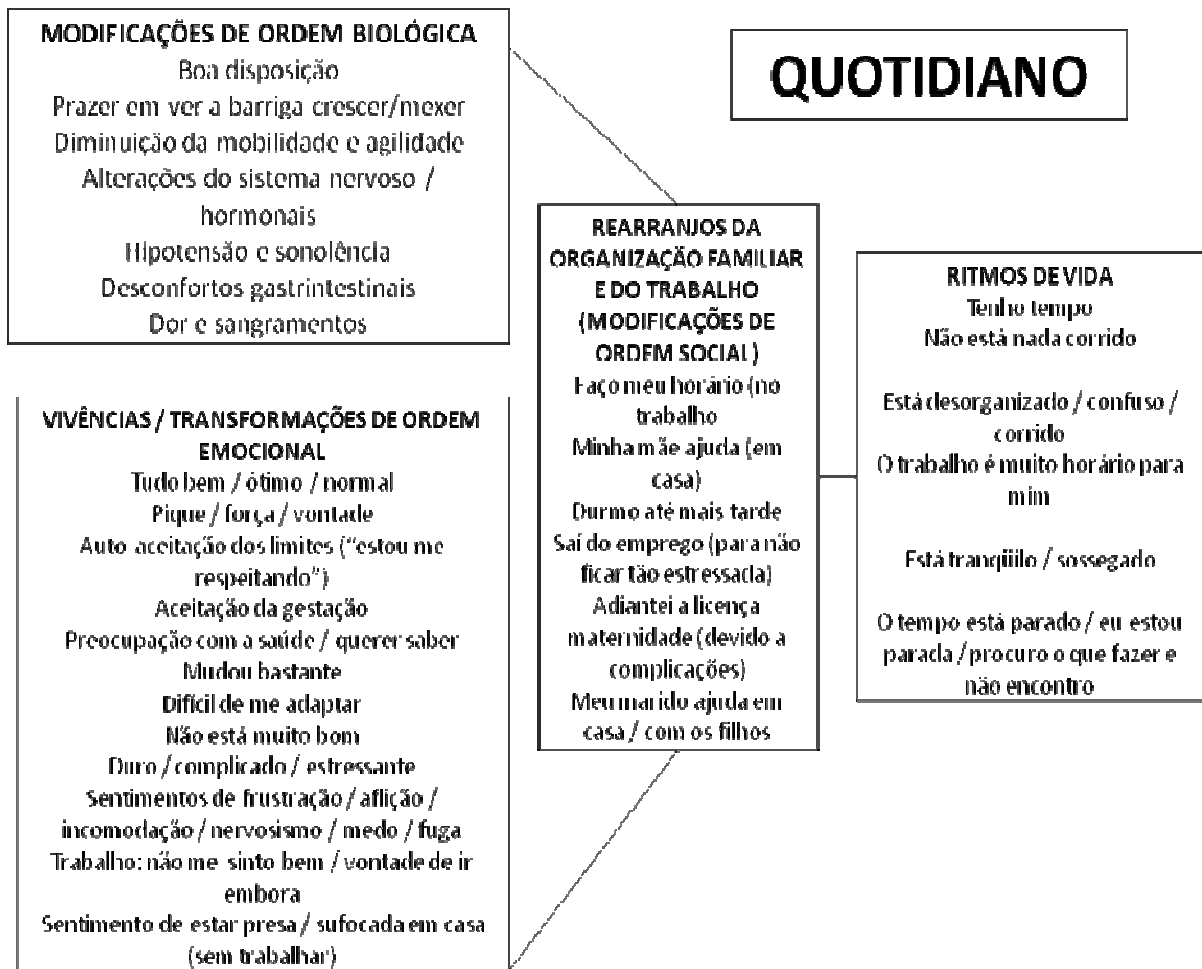 MODIFICAÇÕES DE ORDEM BIOLÓGICA
Boa disposição
Prazer em ver a barriga crescer/mexer
Diminuição da mobilidade e agilidade
Alterações do sistema nervoso /
hormonais
Hipotensão e sonolência
Desconfortos gastrintestinais
Dor e sangramentos
QUOTIDIANO
VIVÊNCIAS / TRANSFORMAÇÕES DE ORDEM
EMOCIONAL
Tudo bem / ótimo / normal
Pique / força / vontade
Auto-aceitação dos limites ("estou me
respeitando")
Aceitação da gestação
Preocupação com a saúde / querer saber
Mudou bastante
Difícil de me adaptar
Não está muito bom
Duro / complicado / estressante
Sentimentos de frustração / aflição /
incomodação / nervosismo / medo / fuga
Trabalho: não me sinto bem / vontade de ir
embora
Sentimento de estar presa / sufocada em casa
(sem trabalhar)
REARRANJOS DA
ORGANIZAÇÃO FAMILIAR
E DO TRABALHO
(MODIFICAÇÕES DE
ORDEM SOCIAL)
Faço meu horário (no
trabalho
Minha mãe ajuda (em
casa)
Durmo até mais tarde
Saí do emprego (para não
ficar tão estressada)
Adiantei a licença
maternidade (devido a
complicações)
Meu marido ajuda em
casa / com os filhos
RITMOS DE VIDA
Tenho tempo
Não está nada corrido
Está desorganizado / confuso /
corrido
O trabalho é muito horário para
mim
Está tranqüilo / sossegado
O tempo está parado / eu estou
parada / procuro o que fazer e
não encontro